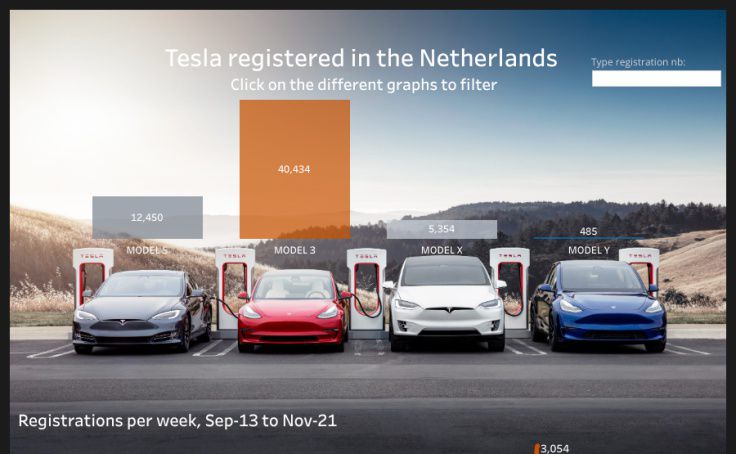 Tesla registered in the Netherlands
Click on the different graphs to filter
Type registration nb:
40,434
12,450
5,354
485
MODEL S
MODEL 3
MODEL X
MODEL Y
TESLA
TESLA
TESLA
TESLA
TESLA
Registrations per week, Sep-13 to Nov-21
3,054